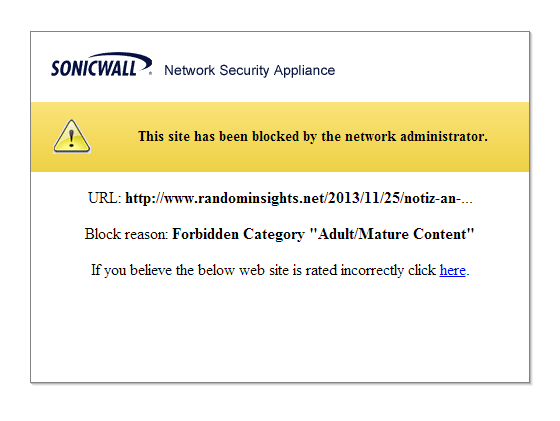 SONICWALL Network Security Appliance
This site has been blocked by the network administrator.
URL: http://www.randominsights.net/2013/11/25/notiz-an-...
Block reason: Forbidden Category "Adult/Mature Content"
If you believe the below web site is rated incorrectly click here.